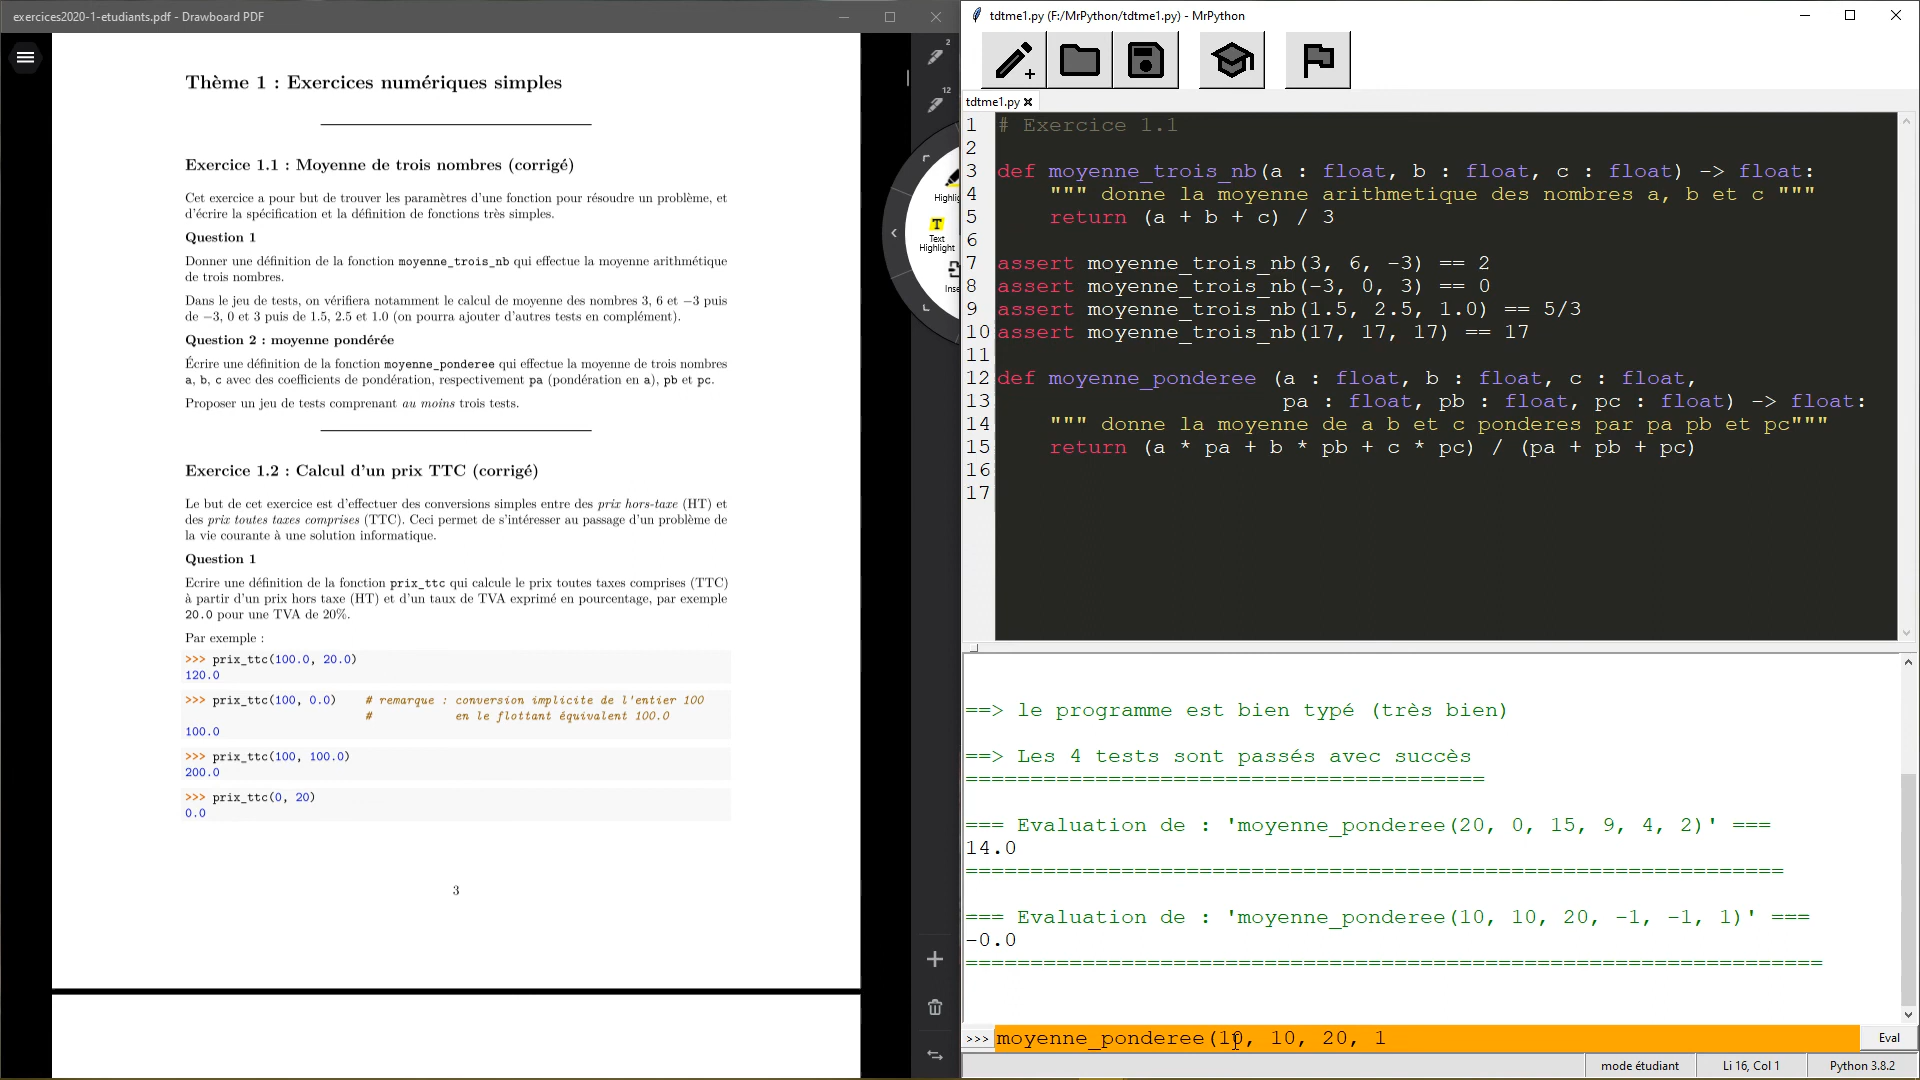 exercices2020-1-etudiants.pdf - Drawboard PDF
Thème 1 : Exercices numériques simples
Exercice 1.1 : Moyenne de trois nombres (corrigé)
Cet exercice a pour but de trouver les paramètres d'une fonction pour résoudre un problème, et
d'écrire la spécification et la définition de fonctions très simples.
Question 1
Donner une définition de la fonction moyenne_trois_nb qui effectue la moyenne arithmétique
de trois nombres.
Dans le jeu de tests, on vérifiera notamment le calcul de moyenne des nombres 3, 6 et −3 puis
de −3, 0 et 3 puis de 1.5, 2.5 et 1.0 (on pourra ajouter d'autres tests en complément).
Question 2 : moyenne pondérée
Écrire une définition de la fonction moyenne_ponderee qui effectue la moyenne de trois nombres
a, b, c avec des coefficients de pondération, respectivement pa (pondération en a), pb et pc.
Proposer un jeu de tests comprenant au moins trois tests.
Exercice 1.2 : Calcul d'un prix TTC (corrigé)
Le but de cet exercice est d'effectuer des conversions simples entre des prix hors-taxe (HT) et
des prix toutes taxes comprises (TTC). Ceci permet de s'intéresser au passage d'un problème de
la vie courante à une solution informatique.
Question 1
Ecrire une définition de la fonction prix_ttc qui calcule le prix toutes taxes comprises (TTC)
à partir d'un prix hors taxe (HT) et d'un taux de TVA exprimé en pourcentage, par exemple
20.0 pour une TVA de 20%.
Par exemple :
>>> prix_ttc(100.0, 20.0)
120.0
>>> prix_ttc(100, 0.0) # remarque : conversion implicite de l'entier 100
# en le flottant équivalent 100.0
100.0
>>> prix_ttc(100, 100.0)
200.0
>>> prix_ttc(0, 20)
0.0
3
2
12
Highlig
Text
Highlight
Inse
tdtme1.py (F:/MrPython/tdtme1.py) - MrPython
tdtme1.py
1 # Exercice 1.1
2
3 def moyenne_trois_nb(a : float, b : float, c : float) -> float:
4 """ donne la moyenne arithmetique des nombres a, b et c """
5 return (a + b + c) / 3
6
7 assert moyenne_trois_nb(3, 6, -3) == 2
8 assert moyenne_trois_nb(-3, 0, 3) == 0
9 assert moyenne_trois_nb(1.5, 2.5, 1.0) == 5/3
10 assert moyenne_trois_nb(17, 17, 17) == 17
11
12 def moyenne_ponderee (a : float, b : float, c : float,
13 pa : float, pb : float, pc : float) -> float:
14 """ donne la moyenne de a b et c ponderes par pa pb et pc"""
15 return (a * pa + b * pb + c * pc) / (pa + pb + pc)
16
17
==> le programme est bien typé (très bien)
==> Les 4 tests sont passés avec succès
========================================
=== Evaluation de : 'moyenne_ponderee(20, 0, 15, 9, 4, 2)' ===
14.0
===============================================================
=== Evaluation de : 'moyenne_ponderee(10, 10, 20, -1, -1, 1)' ===
-0.0
==================================================================
>>> moyenne_ponderee(10, 10, 20, 1
Eval
mode étudiant
Li 16, Col 1
Python 3.8.2